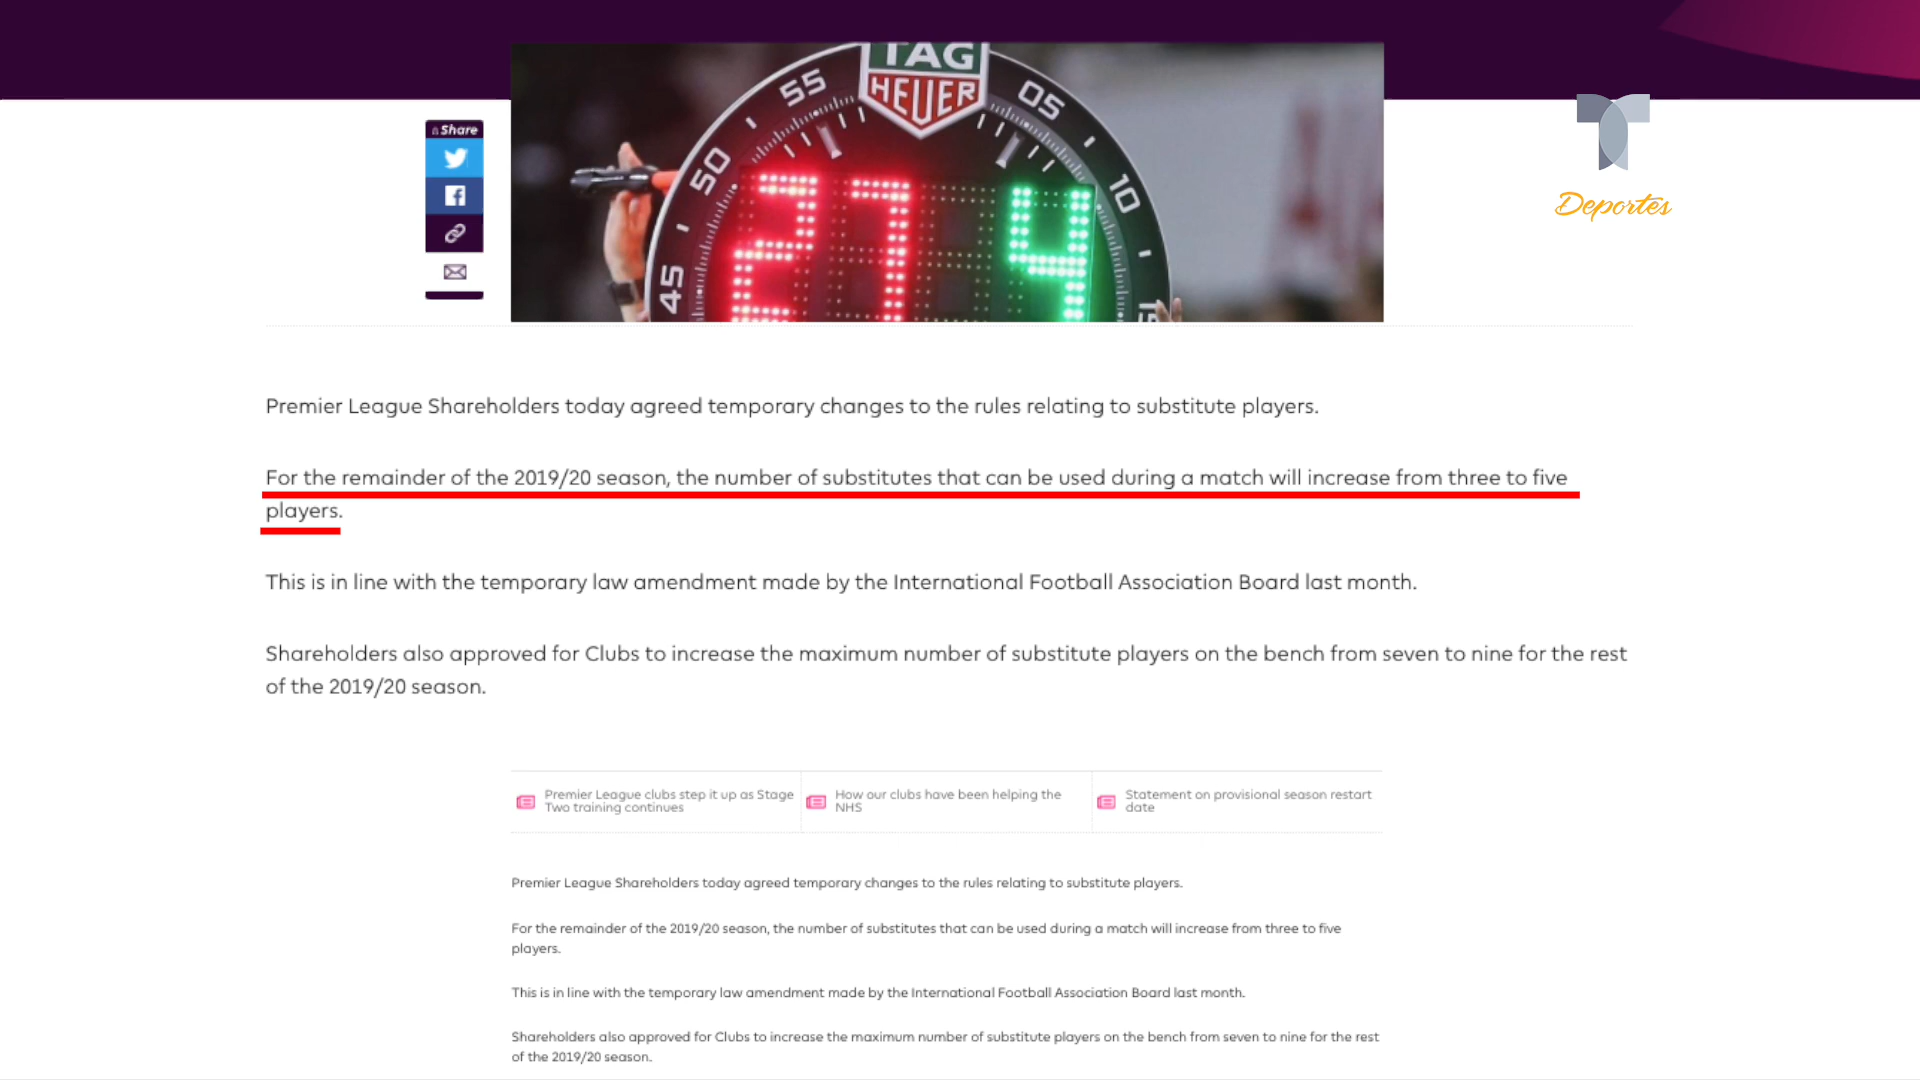 TAG
HEUER
55
05
50
10
45
15
27 4
Share
Deportes
Premier League Shareholders today agreed temporary changes to the rules relating to substitute players.
For the remainder of the 2019/20 season, the number of substitutes that can be used during a match will increase from three to five
players.
This is in line with the temporary law amendment made by the International Football Association Board last month.
Shareholders also approved for Clubs to increase the maximum number of substitute players on the bench from seven to nine for the rest
of the 2019/20 season.
Premier League clubs step it up as Stage
Two training continues
How our clubs have been helping the
NHS
Statement on provisional season restart
date
Premier League Shareholders today agreed temporary changes to the rules relating to substitute players.
For the remainder of the 2019/20 season, the number of substitutes that can be used during a match will increase from three to five
players.
This is in line with the temporary law amendment made by the International Football Association Board last month.
Shareholders also approved for Clubs to increase the maximum number of substitute players on the bench from seven to nine for the rest
of the 2019/20 season.